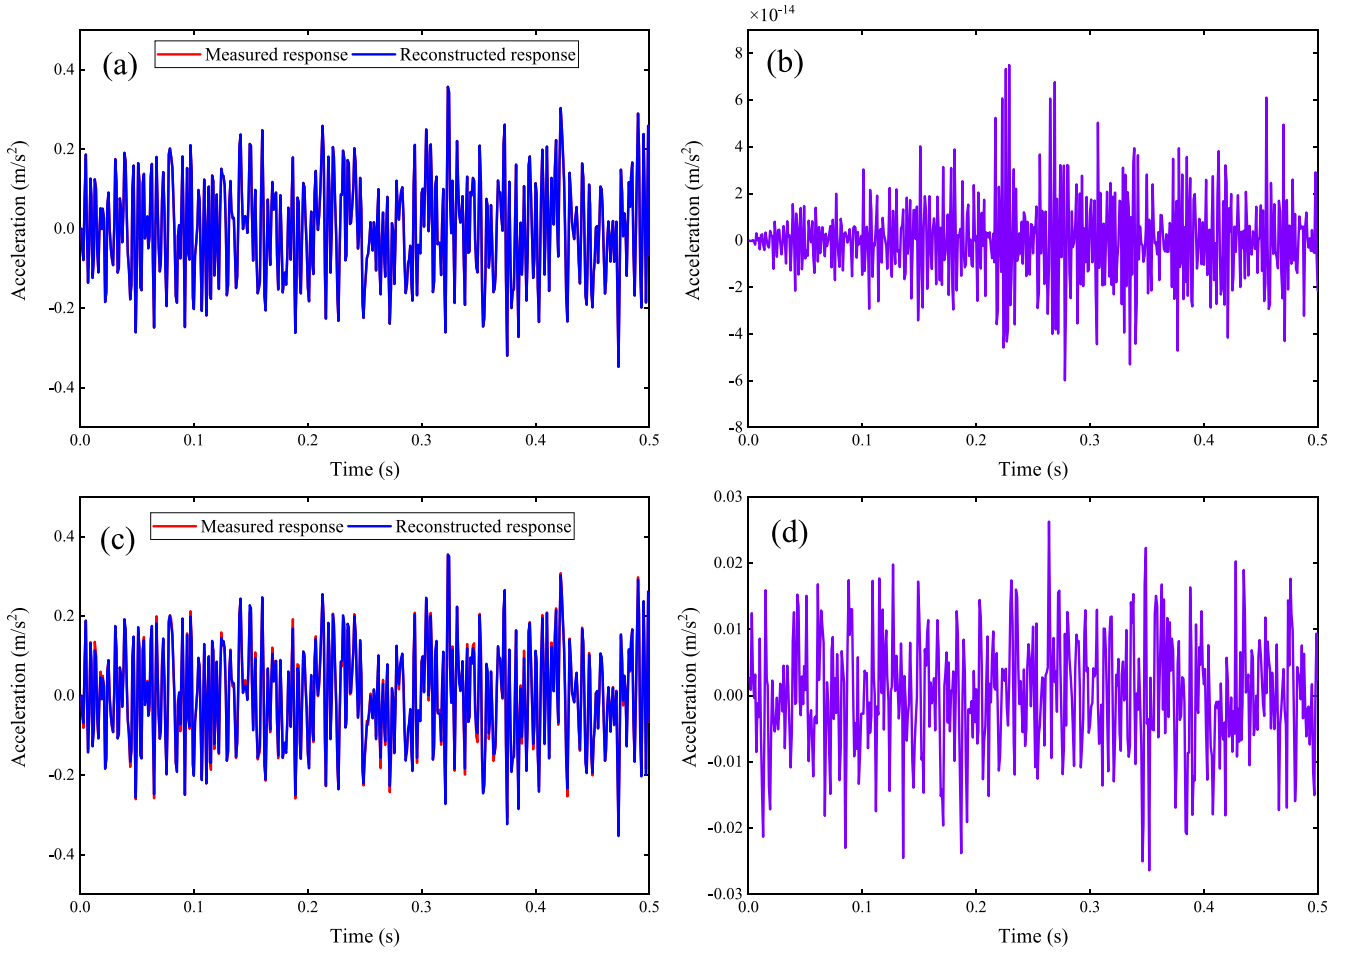 (a)
Measured response Reconstructed response
0.4
0.2
0.0
-0.2
-0.4
Acceleration (m/s²)
0.0 0.1 0.2 0.3 0.4 0.5
Time (s)
×10⁻¹⁴
(b)
8
6
4
2
0
-2
-4
-6
-8
Acceleration (m/s²)
0.0 0.1 0.2 0.3 0.4 0.5
Time (s)
(c)
Measured response Reconstructed response
0.4
0.2
0.0
-0.2
-0.4
Acceleration (m/s²)
0.0 0.1 0.2 0.3 0.4 0.5
Time (s)
(d)
0.03
0.02
0.01
0.00
-0.01
-0.02
-0.03
Acceleration (m/s²)
0.0 0.1 0.2 0.3 0.4 0.5
Time (s)